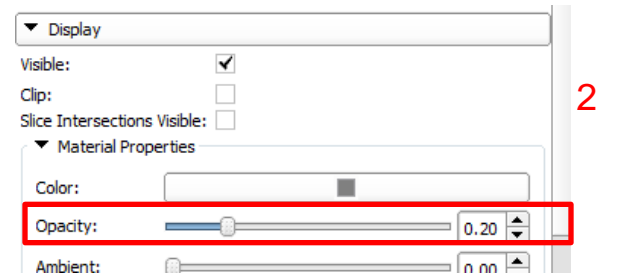 Display
Visible:
Clip:
2
Slice Intersections Visible:
Material Properties
Color:
Opacity: 0.20
Ambient: 0.00